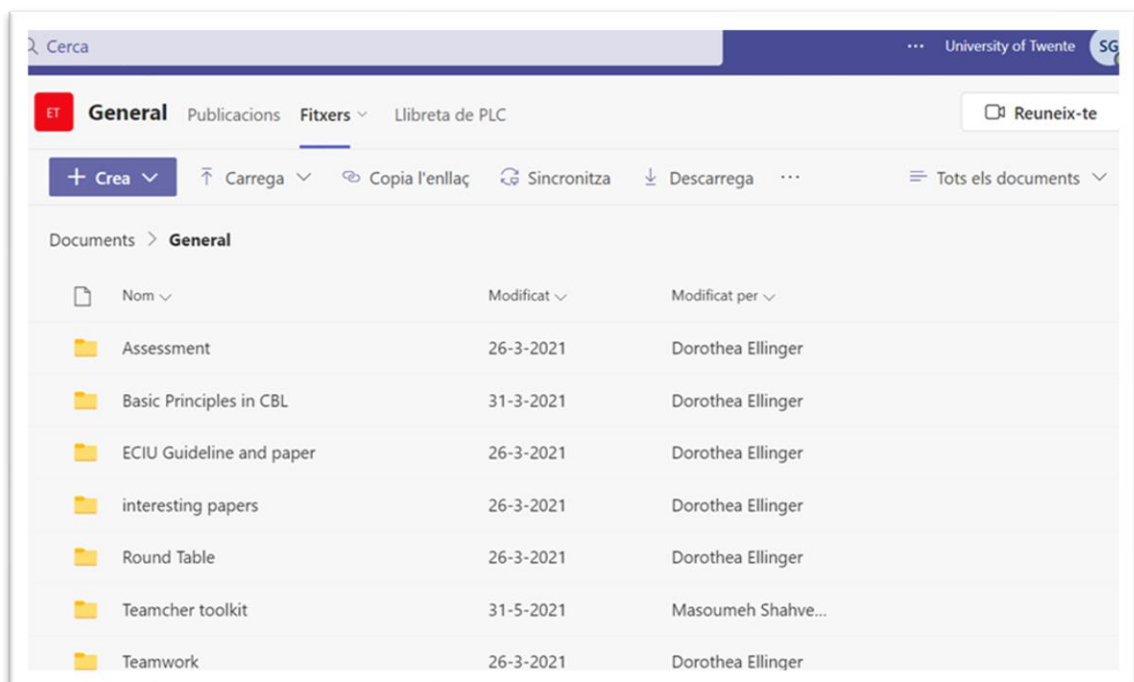 Cerca ··· University of Twente SG
ET General Publicacions Fitxers Llibreta de PLC Reuneix-te
+ Crea Carrega Copia l'enllaç Sincronitza Descarrega ··· Tots els documents
Documents > General
Nom Modificat Modificat per
Assessment 26-3-2021 Dorothea Ellinger
Basic Principles in CBL 31-3-2021 Dorothea Ellinger
ECIU Guideline and paper 26-3-2021 Dorothea Ellinger
interesting papers 26-3-2021 Dorothea Ellinger
Round Table 26-3-2021 Dorothea Ellinger
Teamcher toolkit 31-5-2021 Masoumeh Shahve...
Teamwork 26-3-2021 Dorothea Ellinger